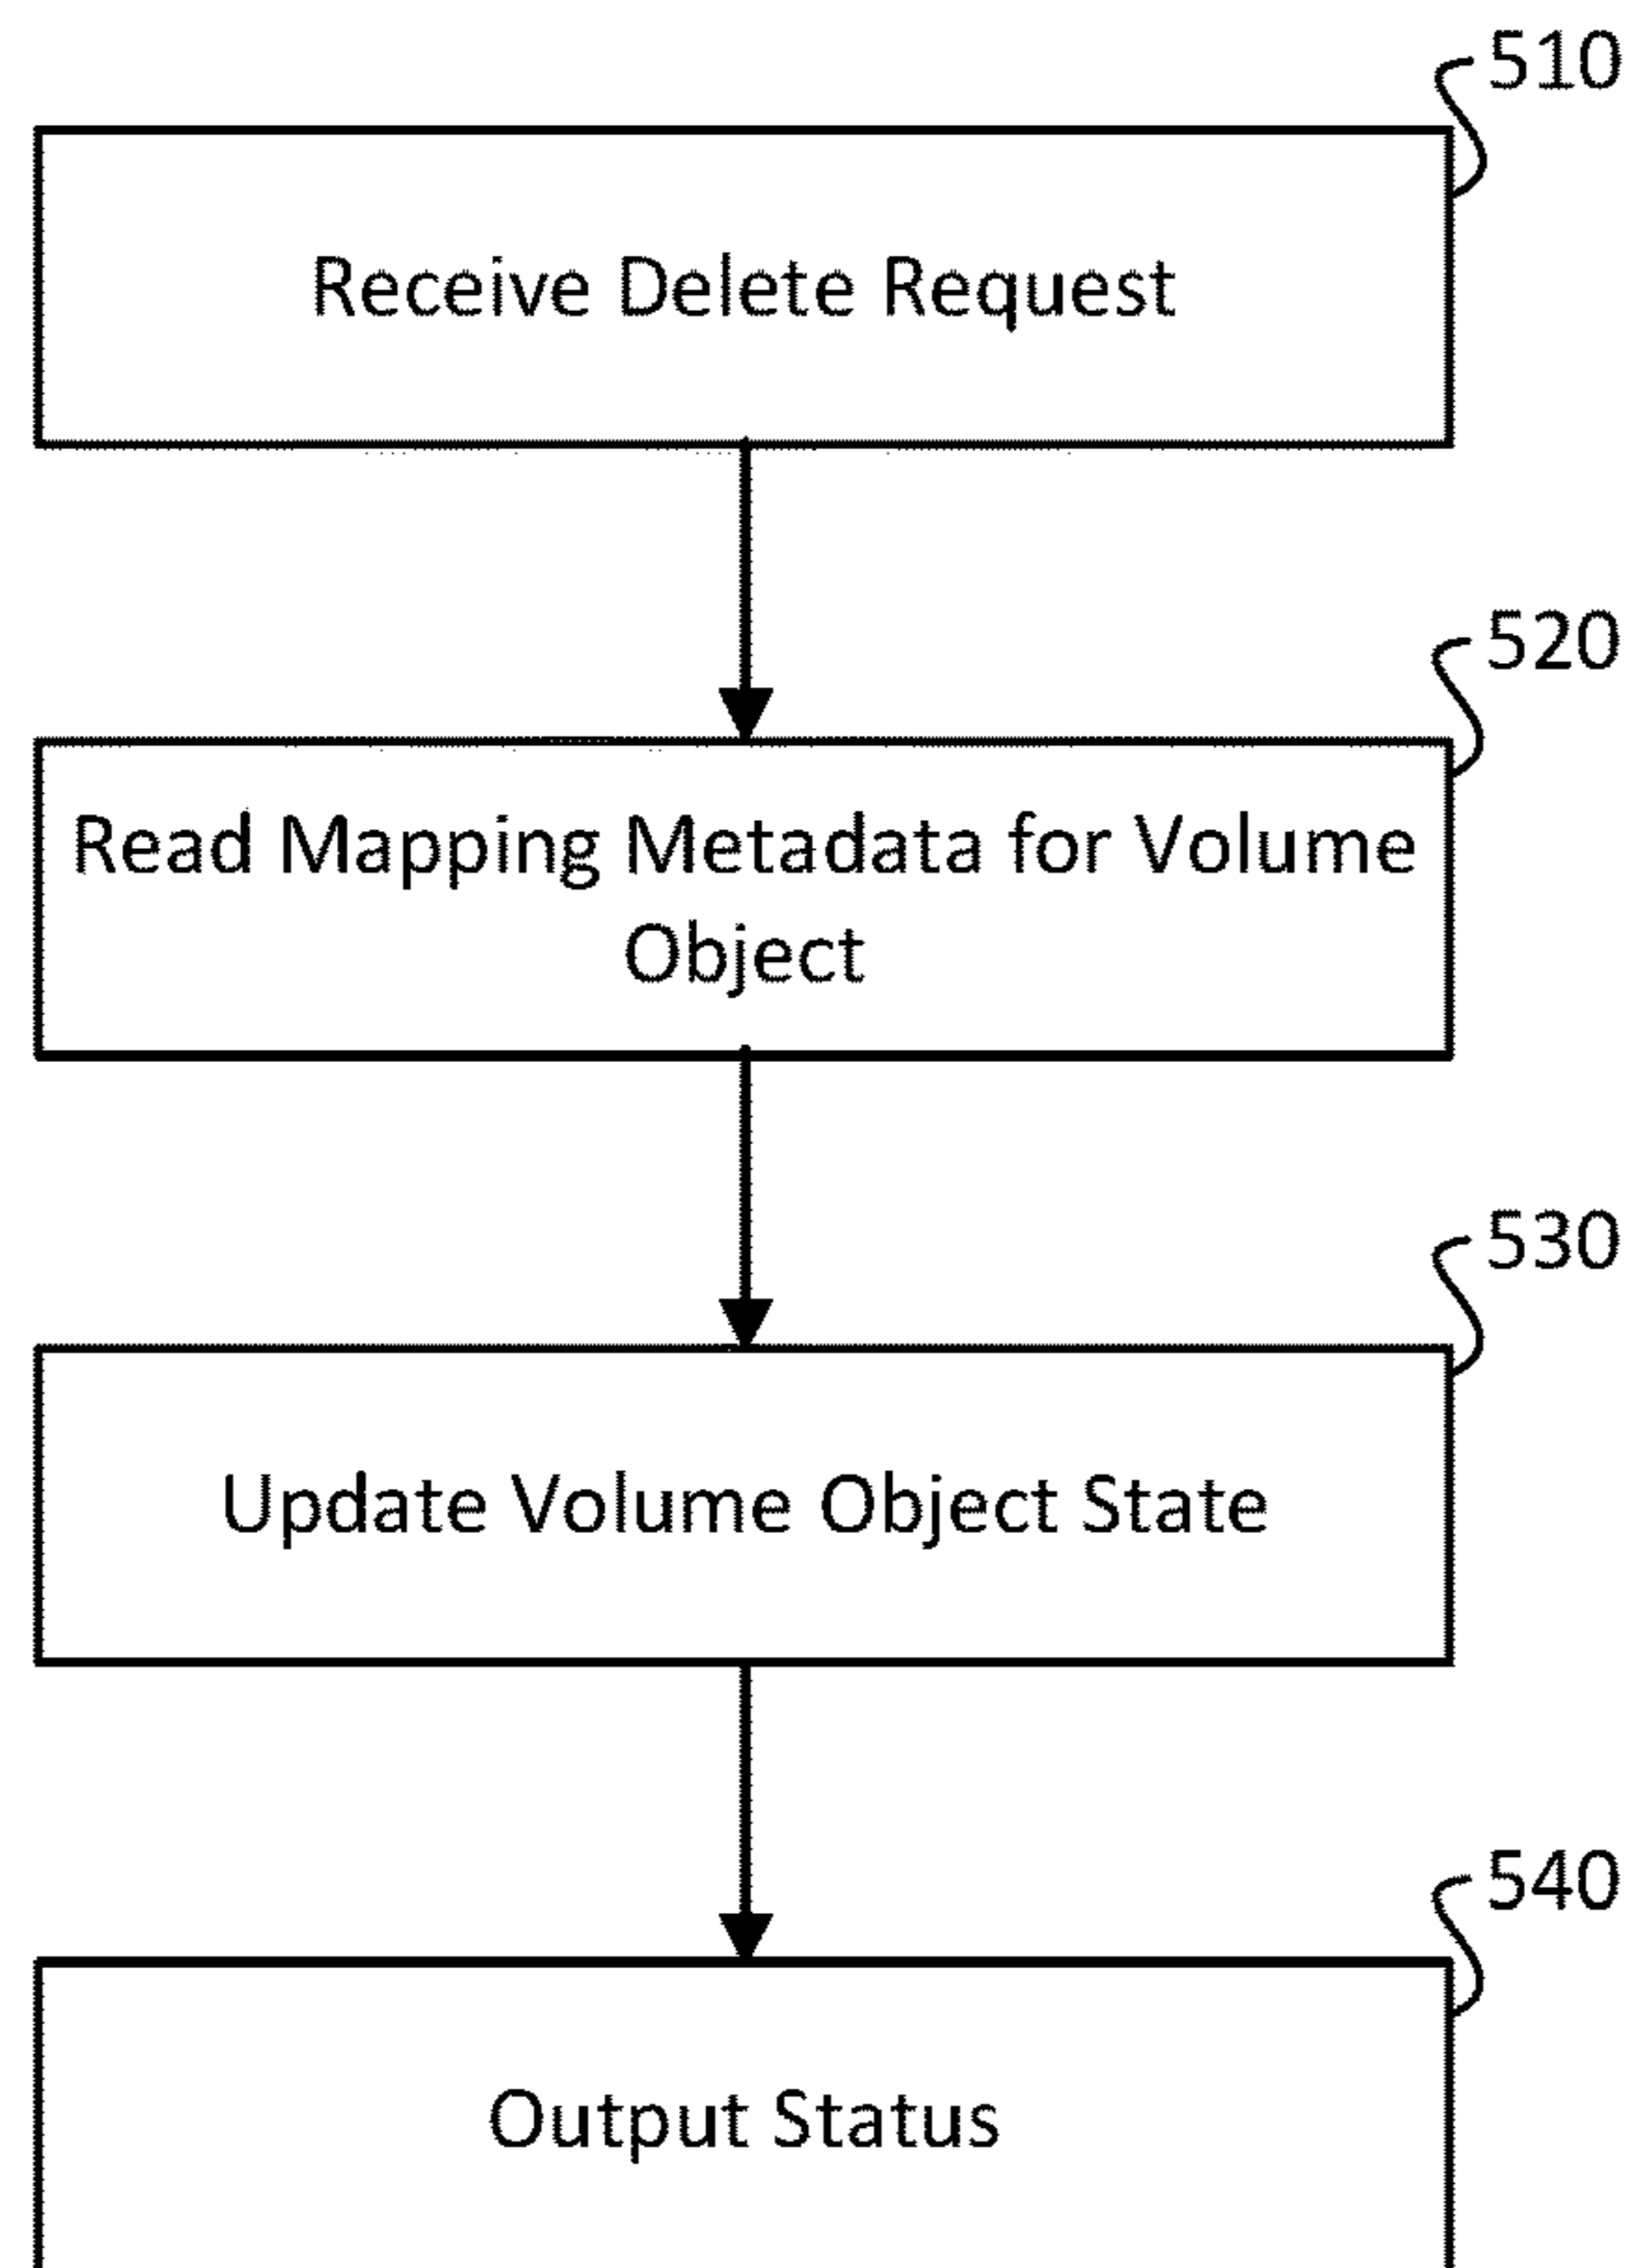 510
Receive Delete Request
520
Read Mapping Metadata for Volume
Object
530
Update Volume Object State
540
Output Status